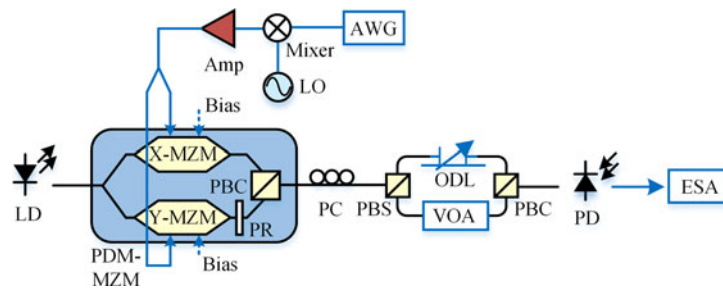 AWG
Mixer
Amp
LO
Bias
X-MZM
PBC
ODL
LD
PC
PBS
VOA
PBC
PD
ESA
Y-MZM
PR
PDM-
MZM
Bias